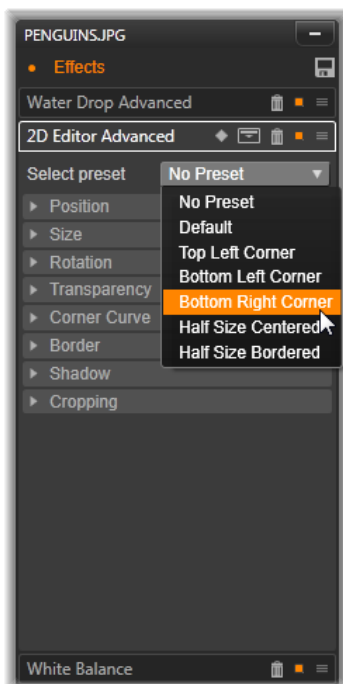 PENGUINS.JPG
Effects
Water Drop Advanced
2D Editor Advanced
Select preset No Preset
No Preset
Default
Top Left Corner
Bottom Left Corner
Bottom Right Corner
Half Size Centered
Half Size Bordered
Position
Size
Rotation
Transparency
Corner Curve
Border
Shadow
Cropping
White Balance